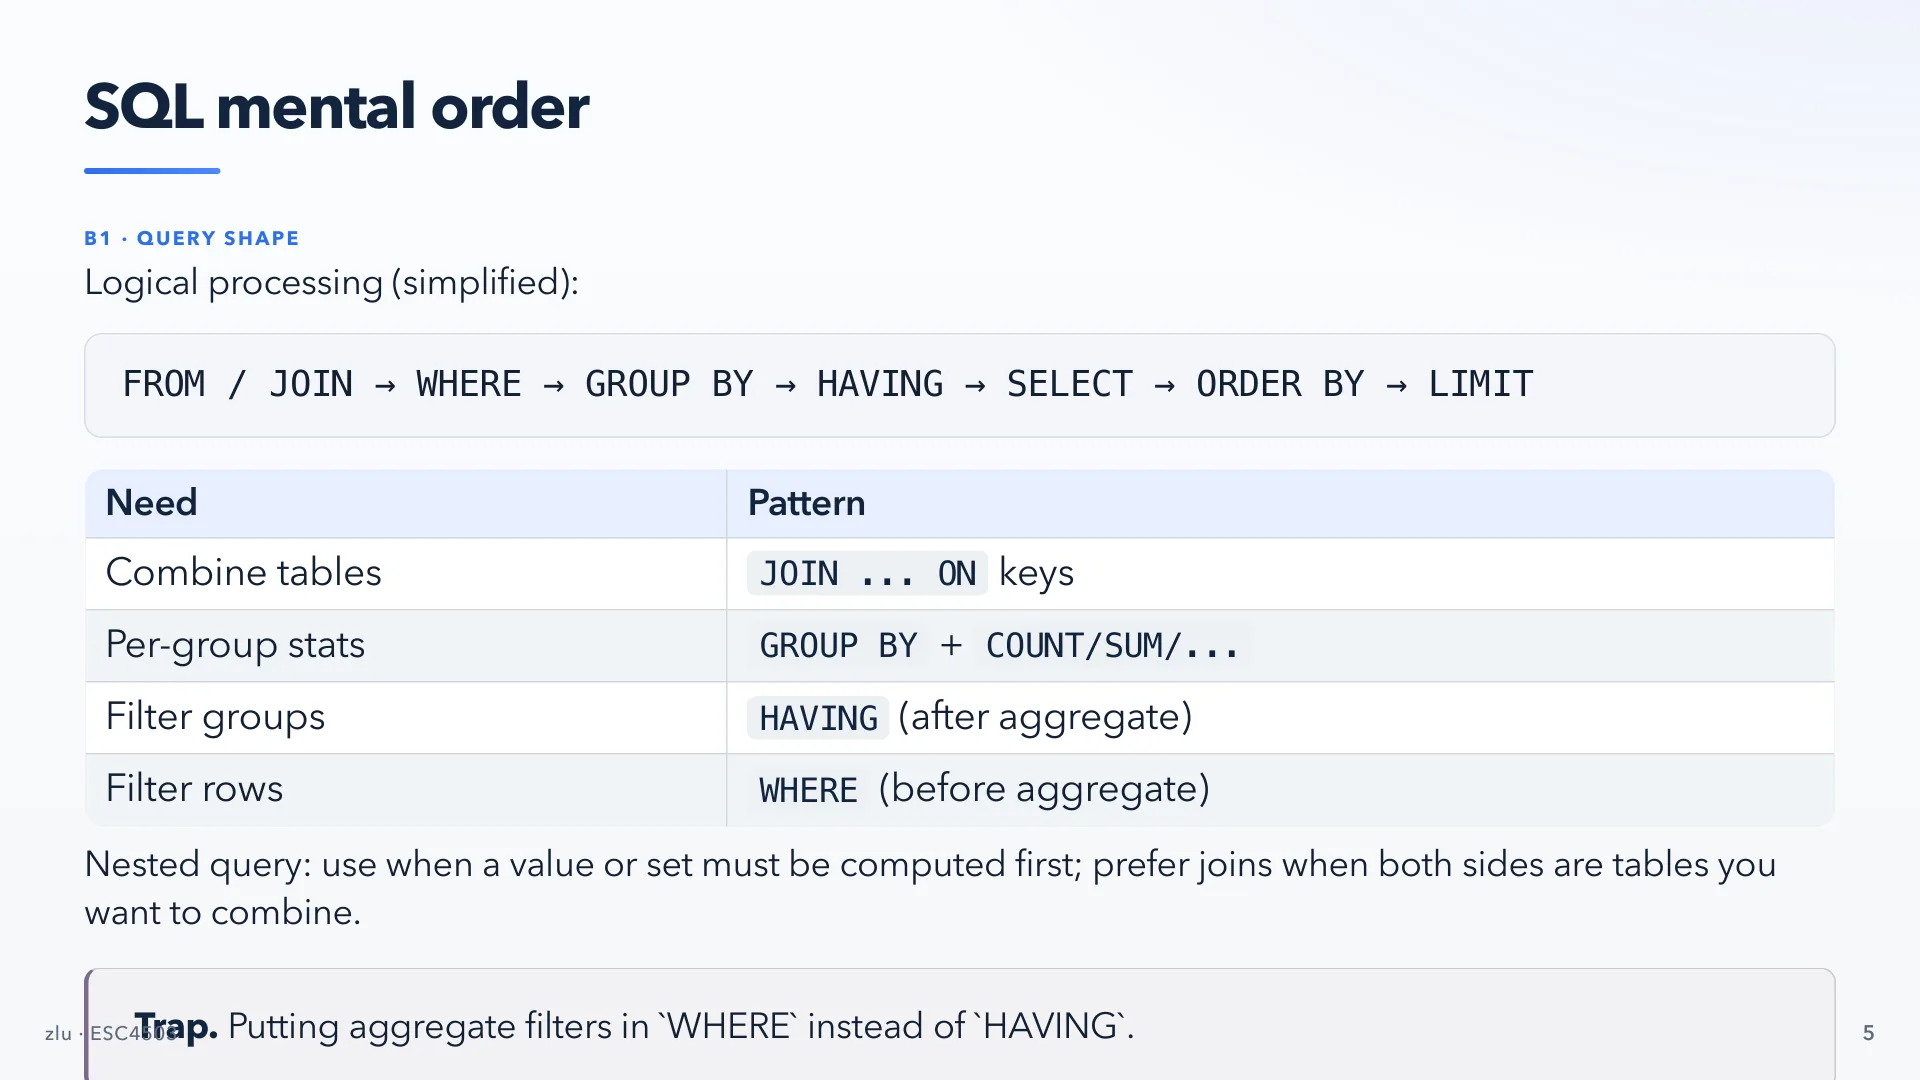 SQL mental order
B1 · QUERY SHAPE
Logical processing (simplified):
FROM / JOIN → WHERE → GROUP BY → HAVING → SELECT → ORDER BY → LIMIT
Need Pattern
Combine tables JOIN ... ON keys
Per-group stats GROUP BY + COUNT/SUM/...
Filter groups HAVING (after aggregate)
Filter rows WHERE (before aggregate)
Nested query: use when a value or set must be computed first; prefer joins when both sides are tables you
want to combine.
Trap. Putting aggregate filters in `WHERE` instead of `HAVING`.
zlu · ESC4503
5